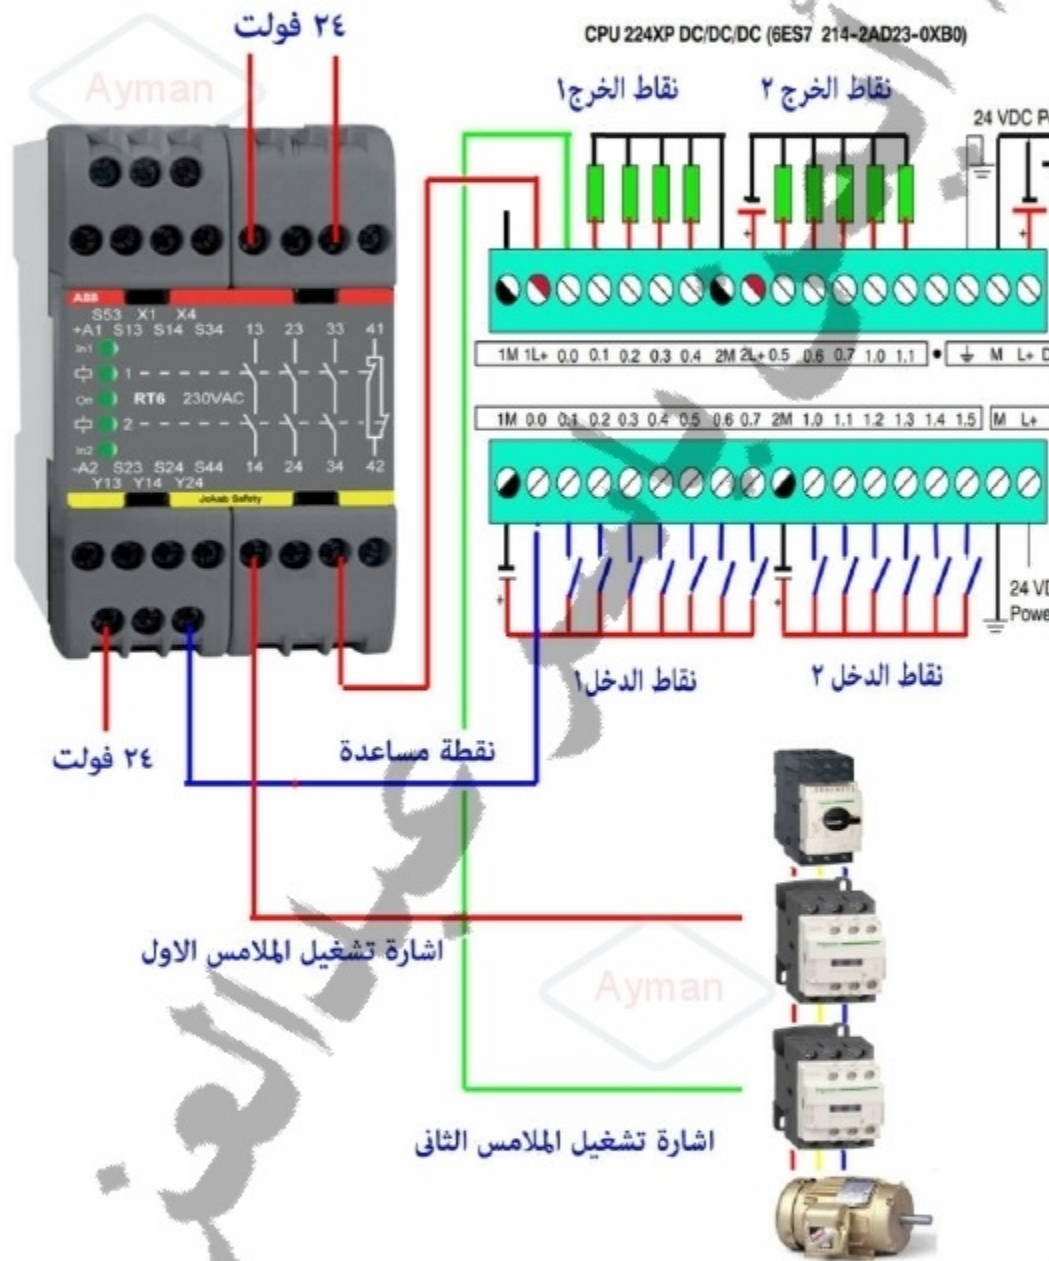 ٢٤ فولت
CPU 224XP DC/DC/DC (6ES7 214-2AD23-0XB0)
نقاط الخرج١
نقاط الخرج ٢
24 VDC
Ayman
ABB
S53 X1 X4
+A1 S13 S14 S34 13 23 33 41
In1
1
On RT6 230VAC
2
In2
-A2 S23 S24 S44 14 24 34 42
Y13 Y14 Y24
Jokab Safety
1M 1L+ 0.0 0.1 0.2 0.3 0.4 2M 2L+ 0.5 0.6 0.7 1.0 1.1 M L+ D
1M 0.0 0.1 0.2 0.3 0.4 0.5 0.6 0.7 2M 1.0 1.1 1.2 1.3 1.4 1.5 M L+
24
نقاط الدخل١
نقاط الدخل ٢
٢٤ فولت
نقطة مساعدة
اشارة تشغيل الملامس الاول
Ayman
اشارة تشغيل الملامس الثانى